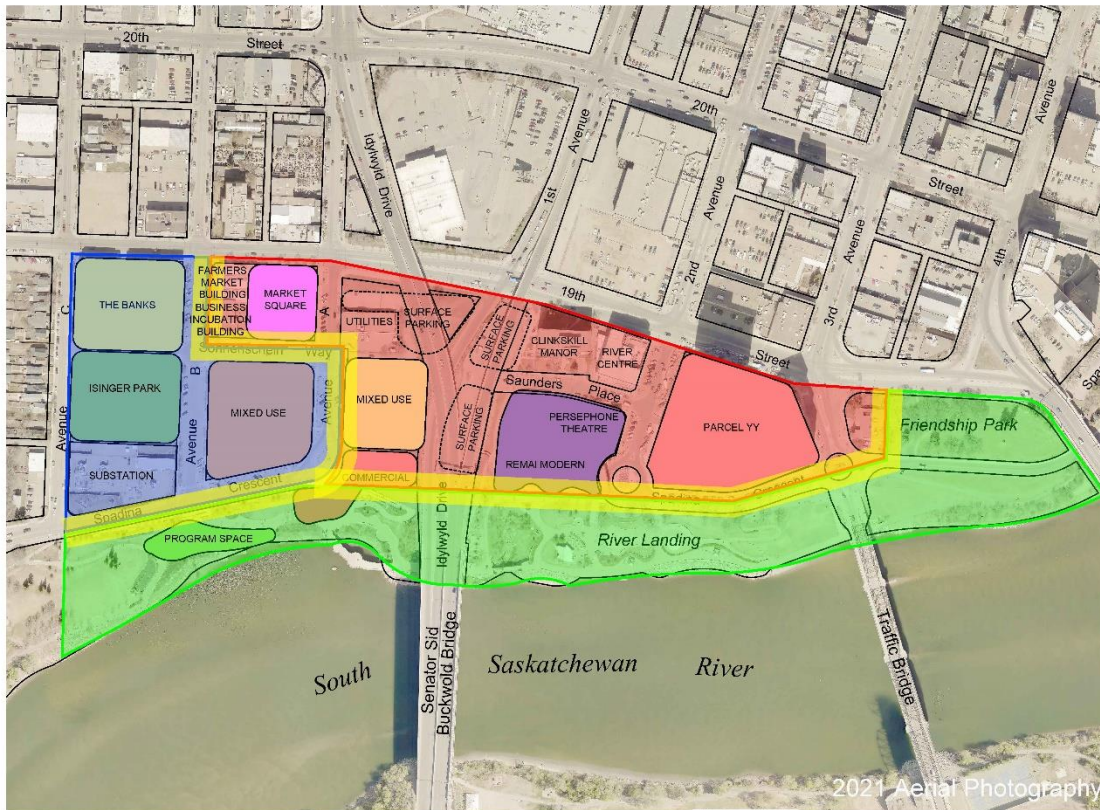 20th
Street
Idylwyld Drive
1st
Avenue
20th
Street
2nd
Avenue
3rd
Avenue
4th
Avenue
19th
Street
THE BANKS
FARMERS
MARKET
BUILDING
BUSINESS
INCUBATION
BUILDING
MARKET
SQUARE
A
C
UTILITIES
SURFACE
PARKING
SURFACE
PARKING
CLINKSKILL
MANOR
RIVER
CENTRE
Sonnenschein Way
Saunders Place
ISINGER PARK
B
MIXED USE
Avenue
MIXED USE
SURFACE
PARKING
PERSEPHONE
THEATRE
REMAI MODERN
PARCEL YY
Friendship Park
Avenue
SUBSTATION
Avenue
COMMERCIAL
Spadina Crescent
Spadina Crescent
PROGRAM SPACE
Idylwyld Drive
River Landing
Senator Sid
Buckwold Bridge
Traffic Bridge
South Saskatchewan River
2021 Aerial Photography